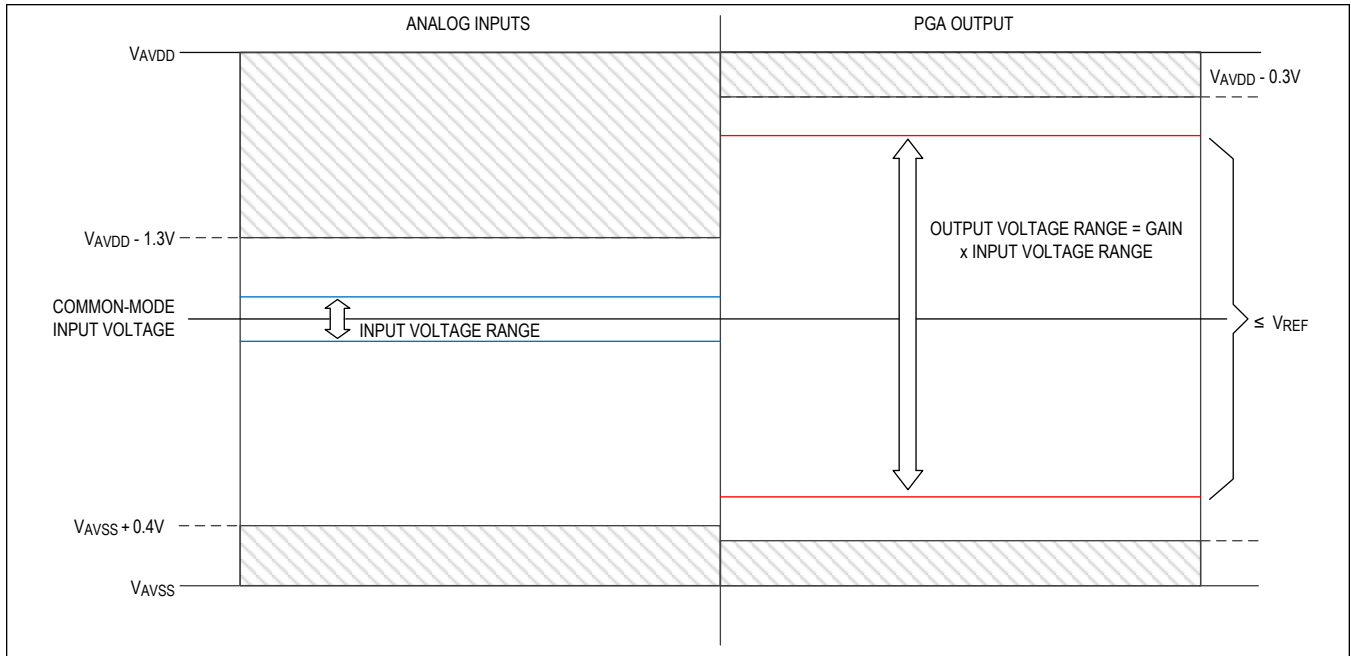 ANALOG INPUTS
PGA OUTPUT
VAVDD
VAVDD - 0.3V
VAVDD - 1.3V
OUTPUT VOLTAGE RANGE = GAIN
x INPUT VOLTAGE RANGE
COMMON-MODE
INPUT VOLTAGE
INPUT VOLTAGE RANGE
≤ VREF
VAVSS + 0.4V
VAVSS